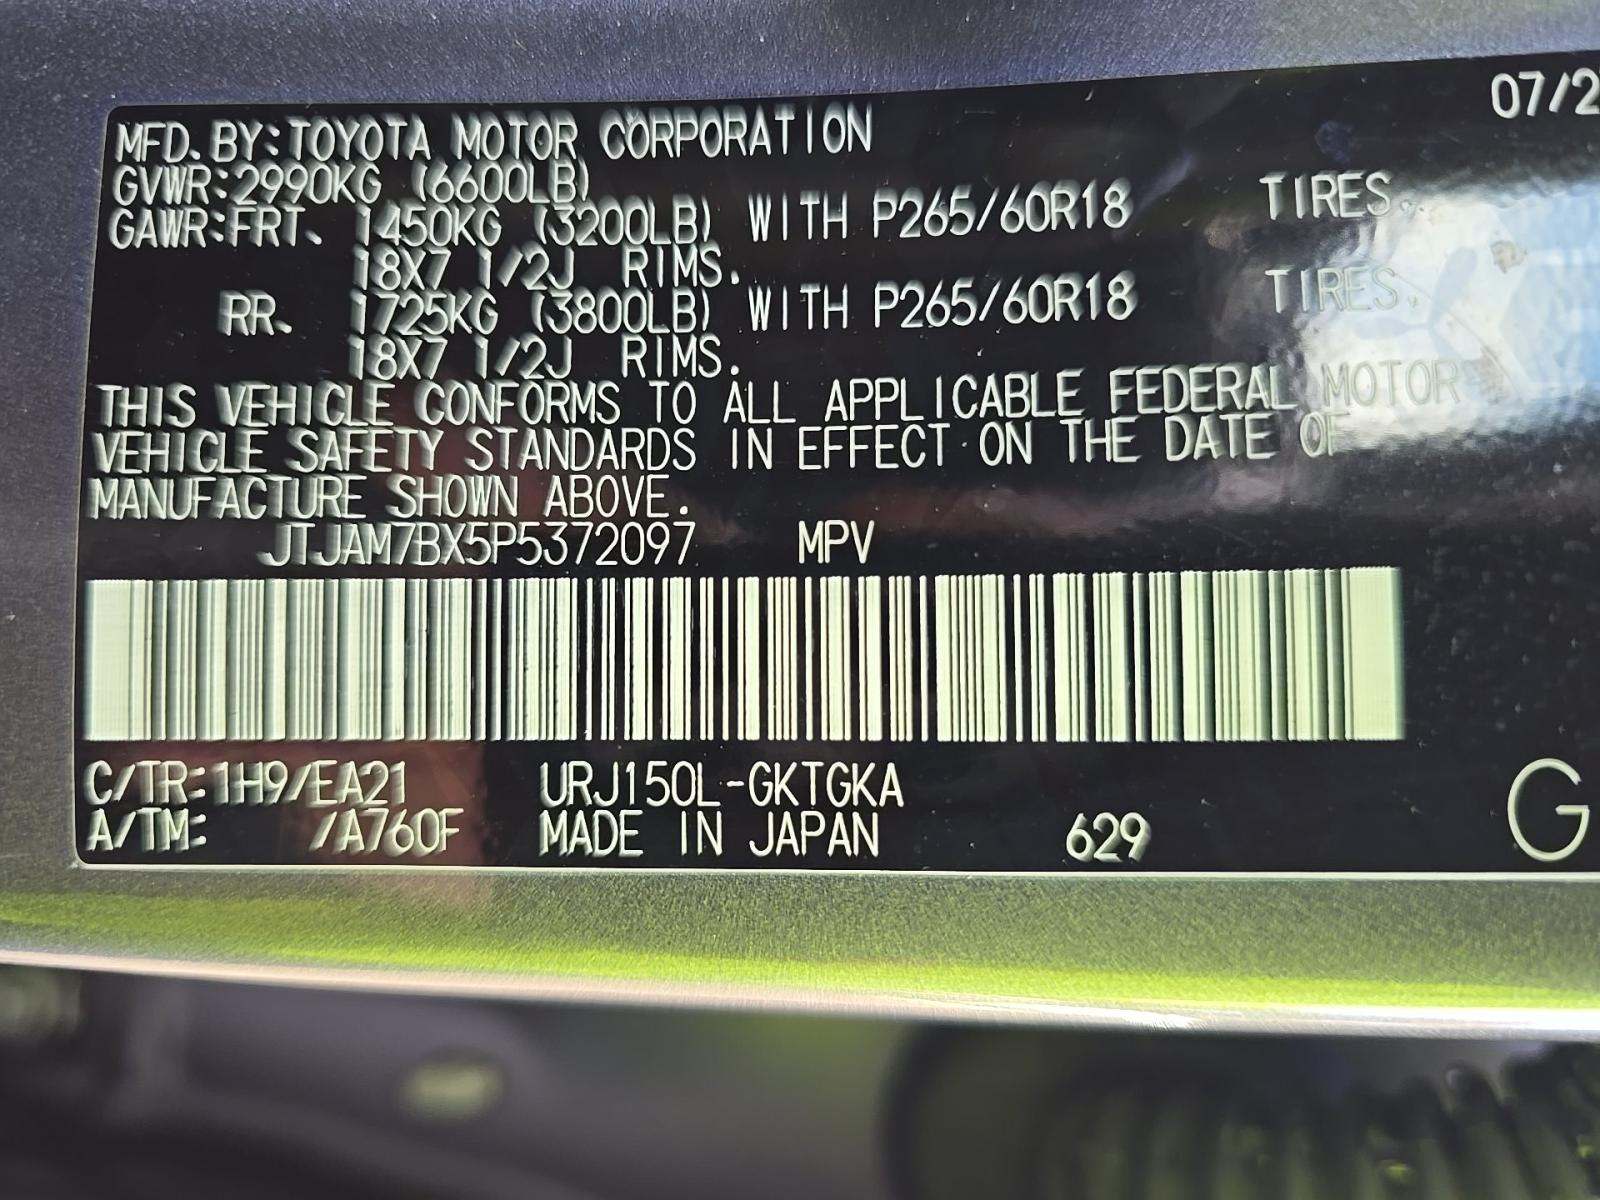 07/2
MFD. BY: TOYOTA MOTOR CORPORATION
GVWR: 2990KG (6600LB)
GAWR: FRT. 1450KG (3200LB) WITH P265/60R18 TIRES,
18X7 1/2J RIMS.
RR. 1725KG (3800LB) WITH P265/60R18 TIRES,
18X7 1/2J RIMS.
THIS VEHICLE CONFORMS TO ALL APPLICABLE FEDERAL MOTOR
VEHICLE SAFETY STANDARDS IN EFFECT ON THE DATE OF
MANUFACTURE SHOWN ABOVE.
JTJAM7BX5P5372097 MPV
C/TR: 1H9/EA21 URJ150L-GKTGKA
A/TM: /A760F MADE IN JAPAN 629 G